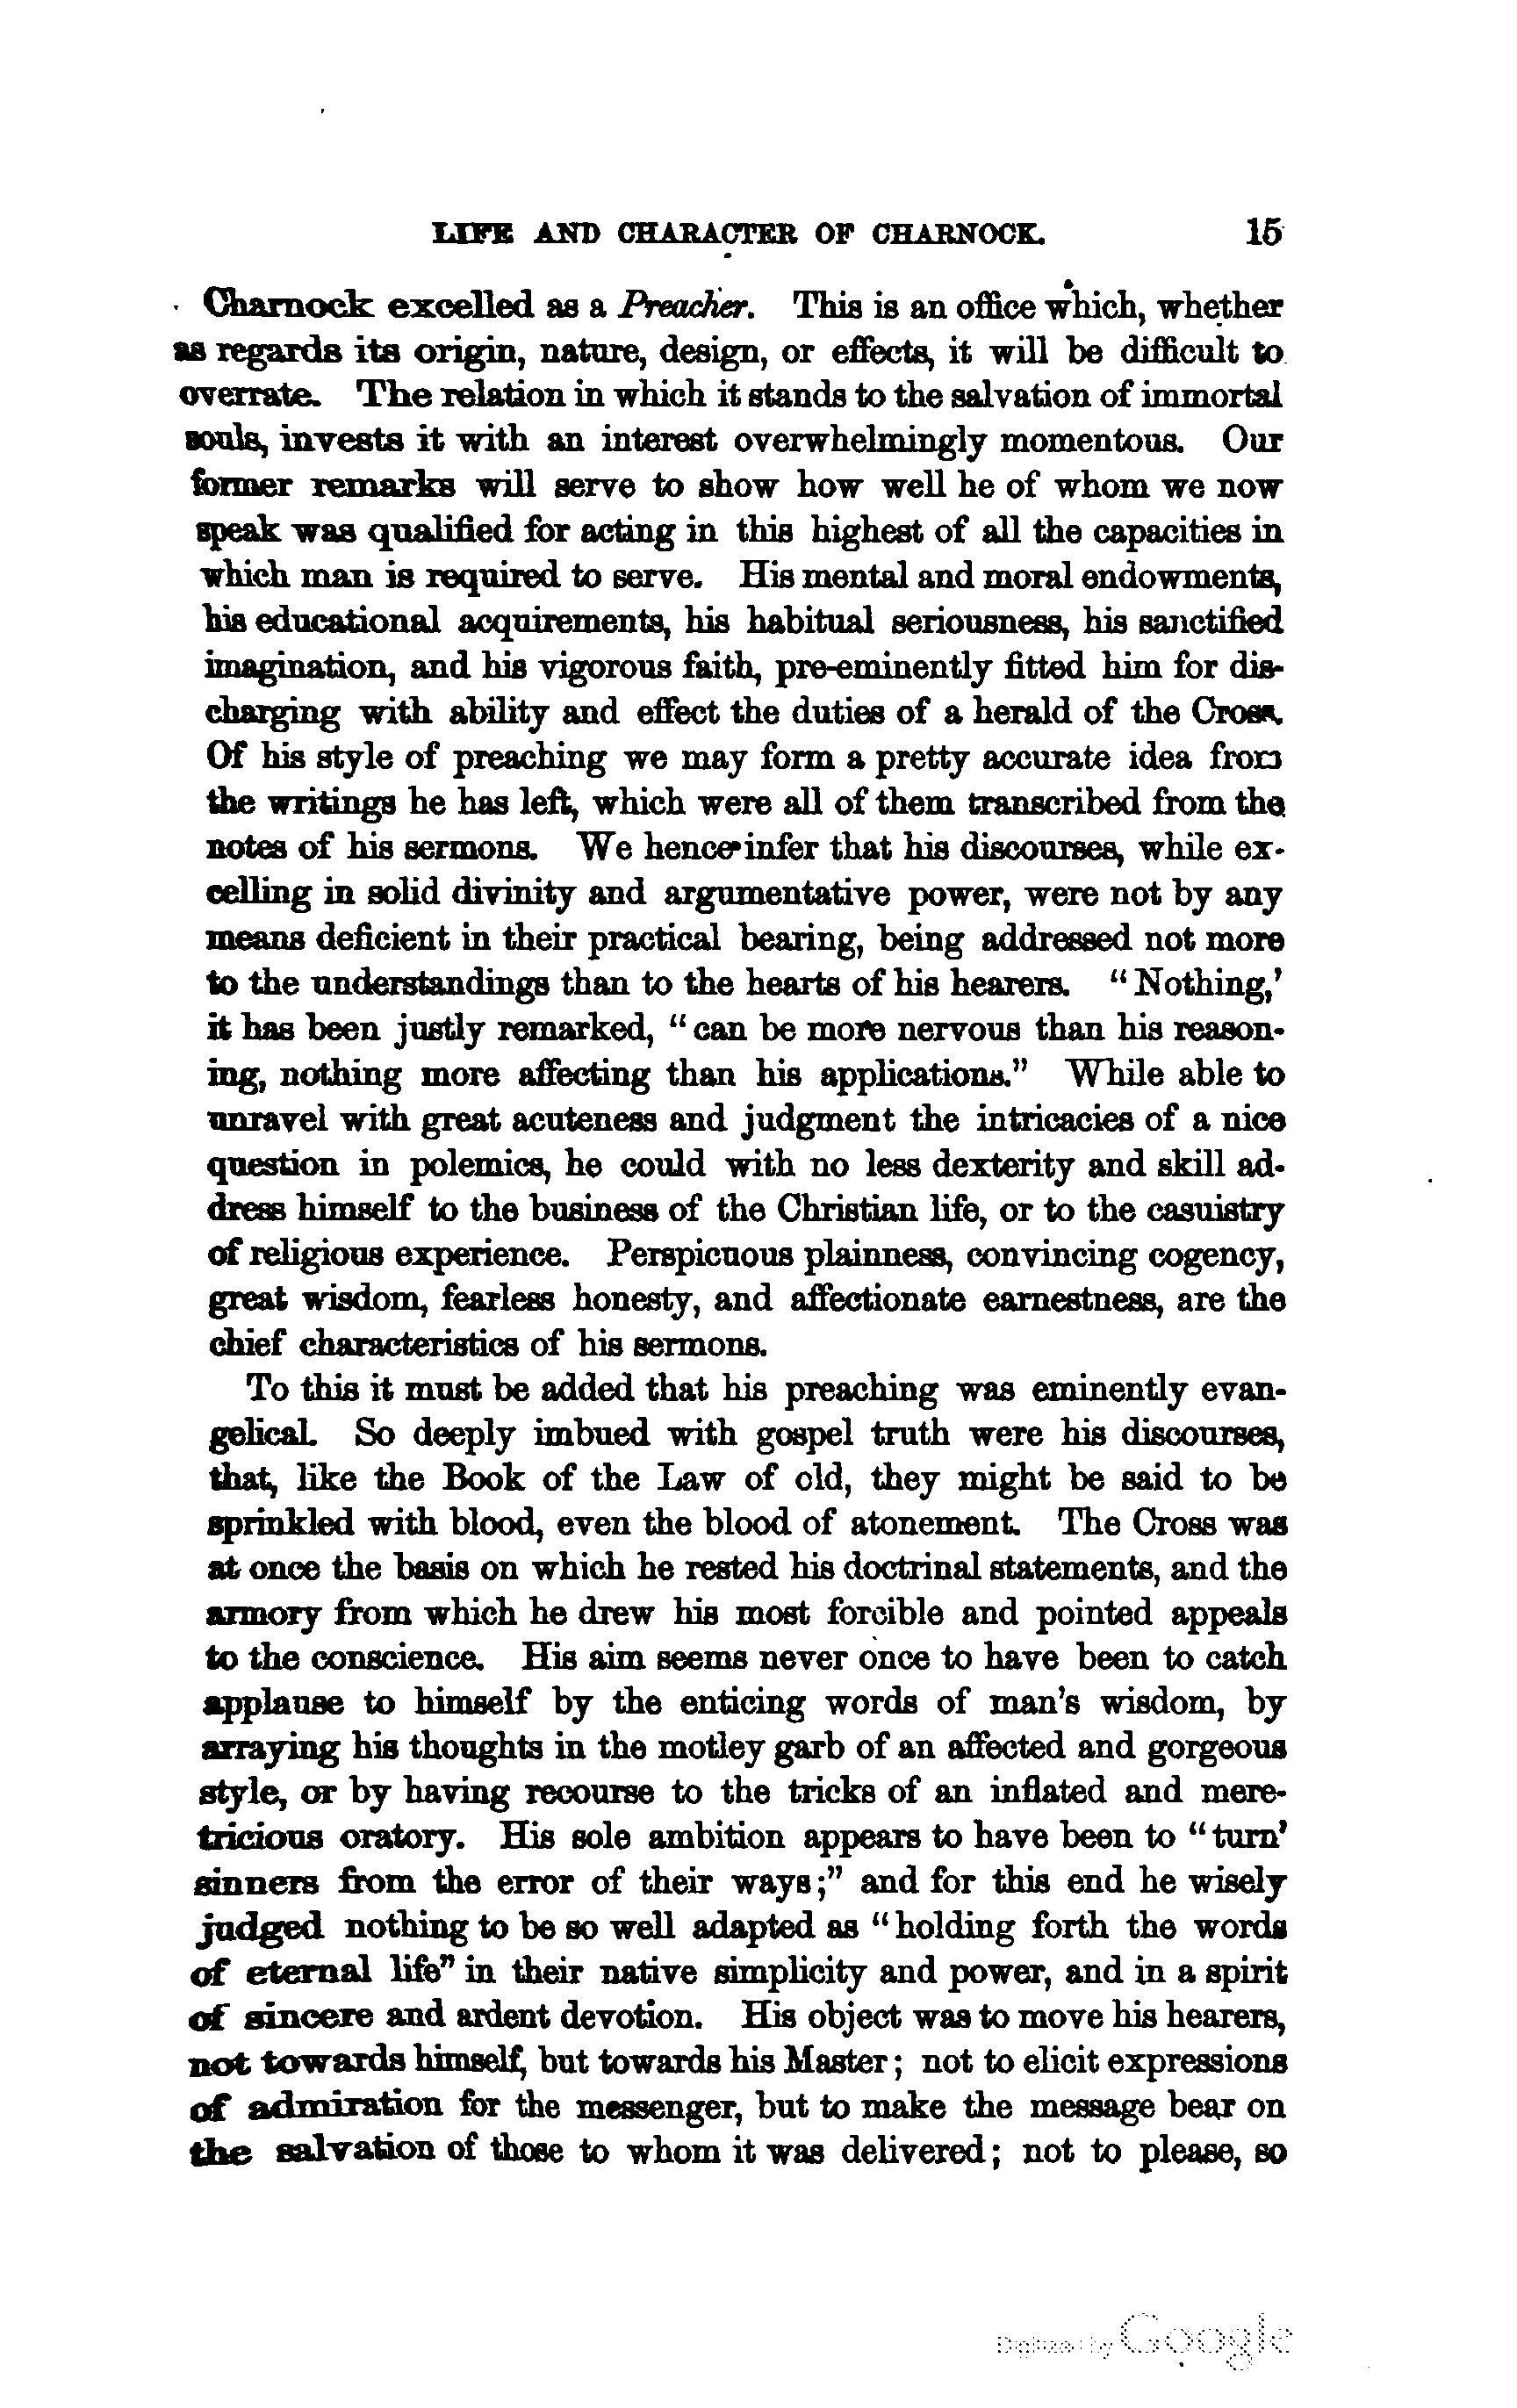 LIFE AND CHARACTER OF CHARNOCK. 15
Charnock excelled as a Preacher. This is an office which, whether
as regards its origin, nature, design, or effects, it will be difficult to
overrate. The relation in which it stands to the salvation of immortal
souls, invests it with an interest overwhelmingly momentous. Our
former remarks will serve to show how well he of whom we now
speak was qualified for acting in this highest of all the capacities in
which man is required to serve. His mental and moral endowments,
his educational acquirements, his habitual seriousness, his sanctified
imagination, and his vigorous faith, pre-eminently fitted him for dis-
charging with ability and effect the duties of a herald of the Cross.
Of his style of preaching we may form a pretty accurate idea from
the writings he has left, which were all of them transcribed from the
notes of his sermons. We hence infer that his discourses, while ex-
celling in solid divinity and argumentative power, were not by any
means deficient in their practical bearing, being addressed not more
to the understandings than to the hearts of his hearers. "Nothing,'
it has been justly remarked, "can be more nervous than his reason-
ing, nothing more affecting than his applications." While able to
unravel with great acuteness and judgment the intricacies of a nice
question in polemics, he could with no less dexterity and skill ad-
dress himself to the business of the Christian life, or to the casuistry
of religious experience. Perspicuous plainness, convincing cogency,
great wisdom, fearless honesty, and affectionate earnestness, are the
chief characteristics of his sermons.
To this it must be added that his preaching was eminently evan-
gelical. So deeply imbued with gospel truth were his discourses,
that, like the Book of the Law of old, they might be said to be
sprinkled with blood, even the blood of atonement. The Cross was
at once the basis on which he rested his doctrinal statements, and the
armory from which he drew his most forcible and pointed appeals
to the conscience. His aim seems never once to have been to catch
applause to himself by the enticing words of man's wisdom, by
arraying his thoughts in the motley garb of an affected and gorgeous
style, or by having recourse to the tricks of an inflated and mere-
tricious oratory. His sole ambition appears to have been to "turn'
sinners from the error of their ways;" and for this end he wisely
judged nothing to be so well adapted as "holding forth the words
of eternal life" in their native simplicity and power, and in a spirit
of sincere and ardent devotion. His object was to move his hearers,
not towards himself, but towards his Master; not to elicit expressions
of admiration for the messenger, but to make the message bear on
the salvation of those to whom it was delivered; not to please, so
Digitized by Google